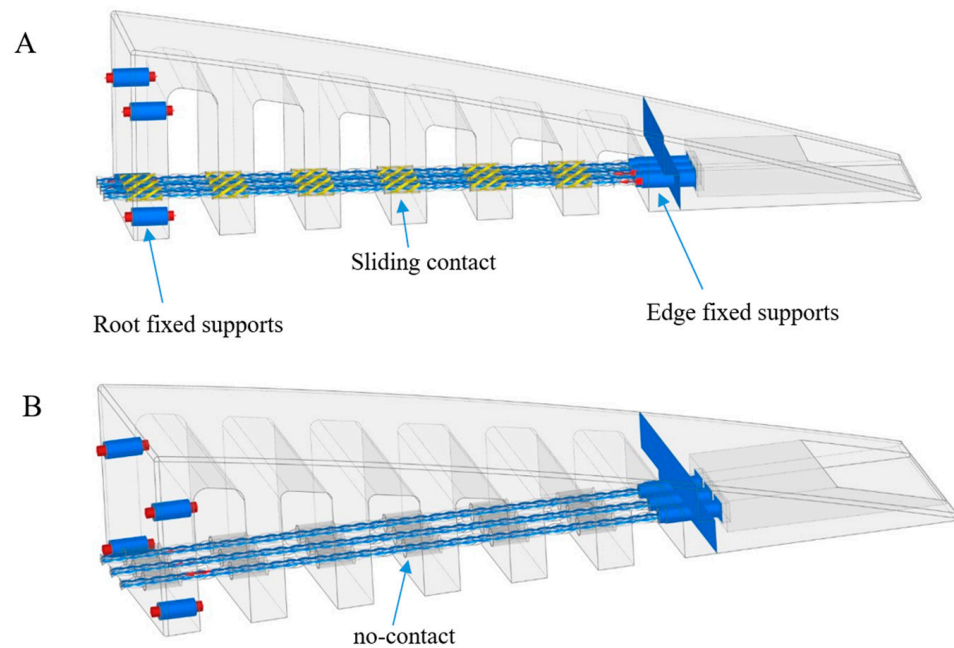 A
Sliding contact
Root fixed supports
Edge fixed supports
B
no-contact